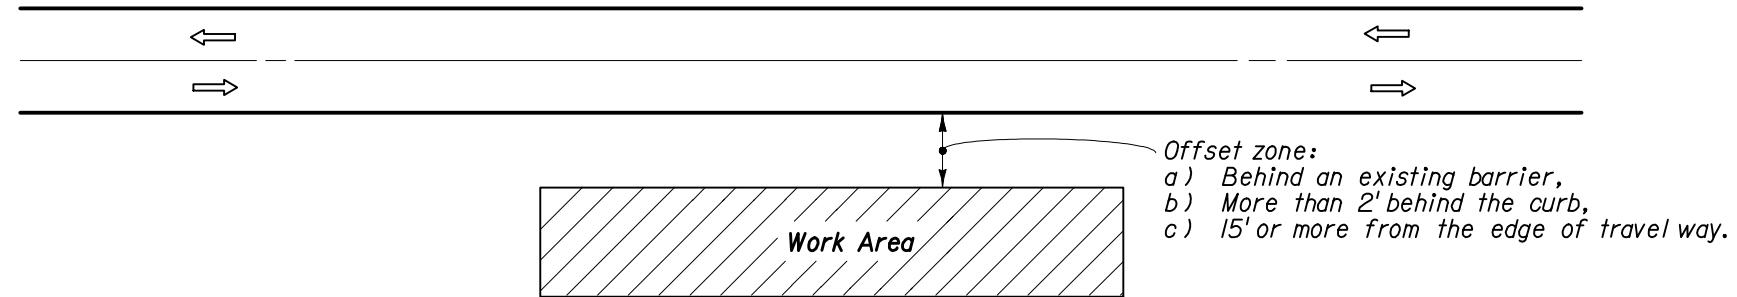 Offset zone:
a) Behind an existing barrier,
b) More than 2' behind the curb,
c) 15' or more from the edge of travel way.
Work Area